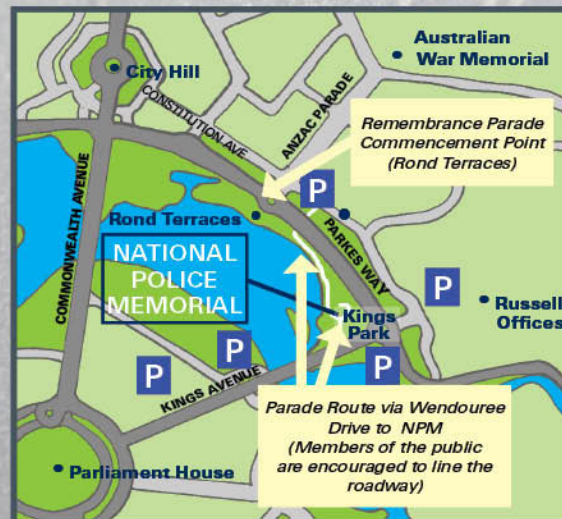 Australian
War Memorial
City Hill
CONSTITUTION AVE
ANZAC PARADE
Remembrance Parade
Commencement Point
(Rond Terraces)
P
COMMONWEALTH AVENUE
Rond Terraces
PARKES WAY
NATIONAL
POLICE
MEMORIAL
P
Russell
Offices
Kings
Park
P
P
P
KINGS AVENUE
Parade Route via Wendouree
Drive to NPM
(Members of the public
are encouraged to line the
roadway)
Parliament House